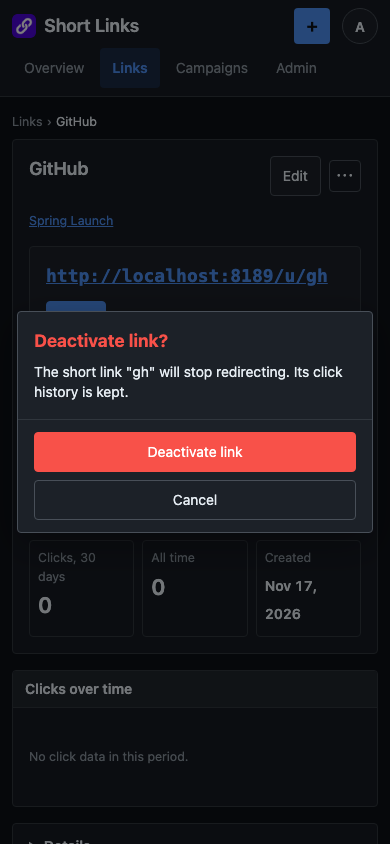 Short Links
+
A
Overview
Links
Campaigns
Admin
Links › GitHub
GitHub
Edit
···
Spring Launch
http://localhost:8189/u/gh
Deactivate link?
The short link "gh" will stop redirecting. Its click
history is kept.
Deactivate link
Cancel
Clicks, 30
days
0
All time
0
Created
Nov 17,
2026
Clicks over time
No click data in this period.
Details